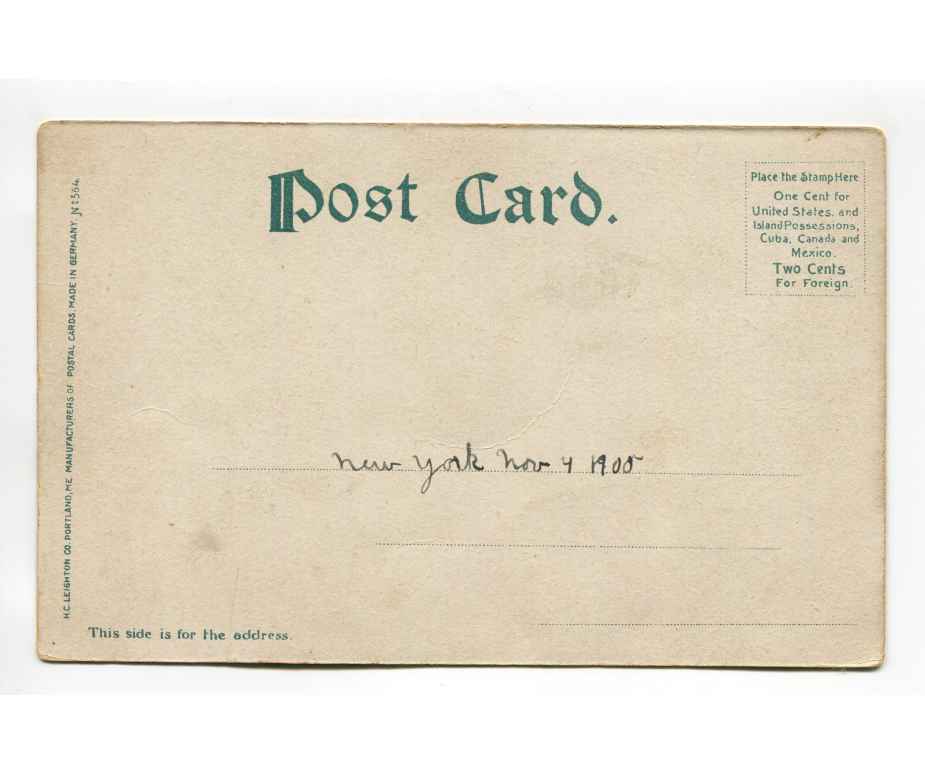 Post Card.
Place the Stamp Here
One Cent for
United States, and
Island Possessions,
Cuba, Canada and
Mexico.
Two Cents
For Foreign.
H.C. LEIGHTON CO. PORTLAND, ME. MANUFACTURERS OF POSTAL CARDS. MADE IN GERMANY. No 564.
New York Nov 4 1905
This side is for the address.